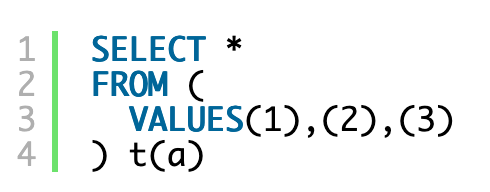 1 SELECT *
2 FROM (
3   VALUES(1),(2),(3)
4 ) t(a)